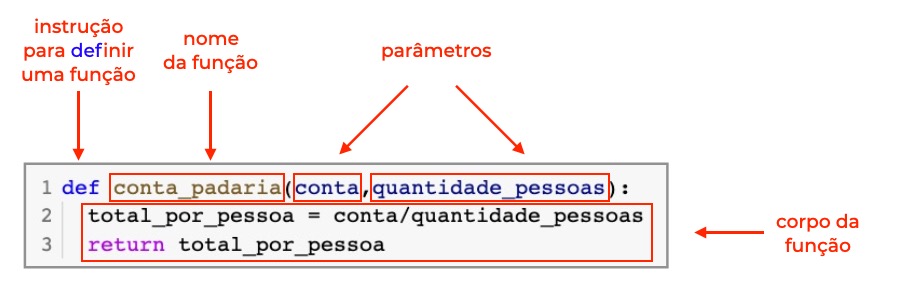 instrução
para definir
uma função
nome
da função
parâmetros
1 def conta_padaria(conta,quantidade_pessoas):
2 total_por_pessoa = conta/quantidade_pessoas
3 return total_por_pessoa
corpo da
função